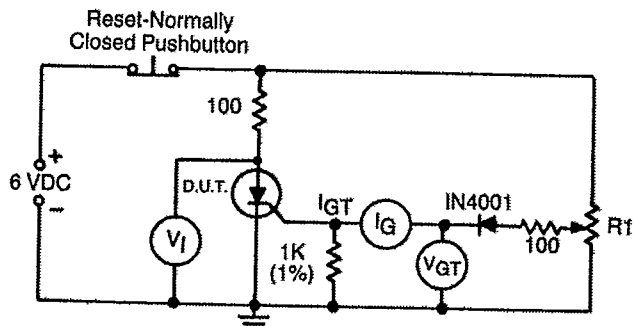 Reset-Normally
Closed Pushbutton
100
+
6 VDC
−
D.U.T.
VI
IGT
IG
1K
(1%)
IN4001
100
R1
VGT